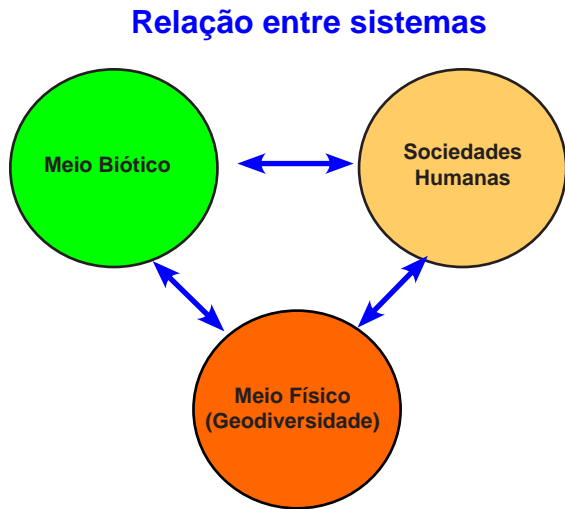 Relação entre sistemas
Meio Biótico
Sociedades
Humanas
Meio Físico
(Geodiversidade)